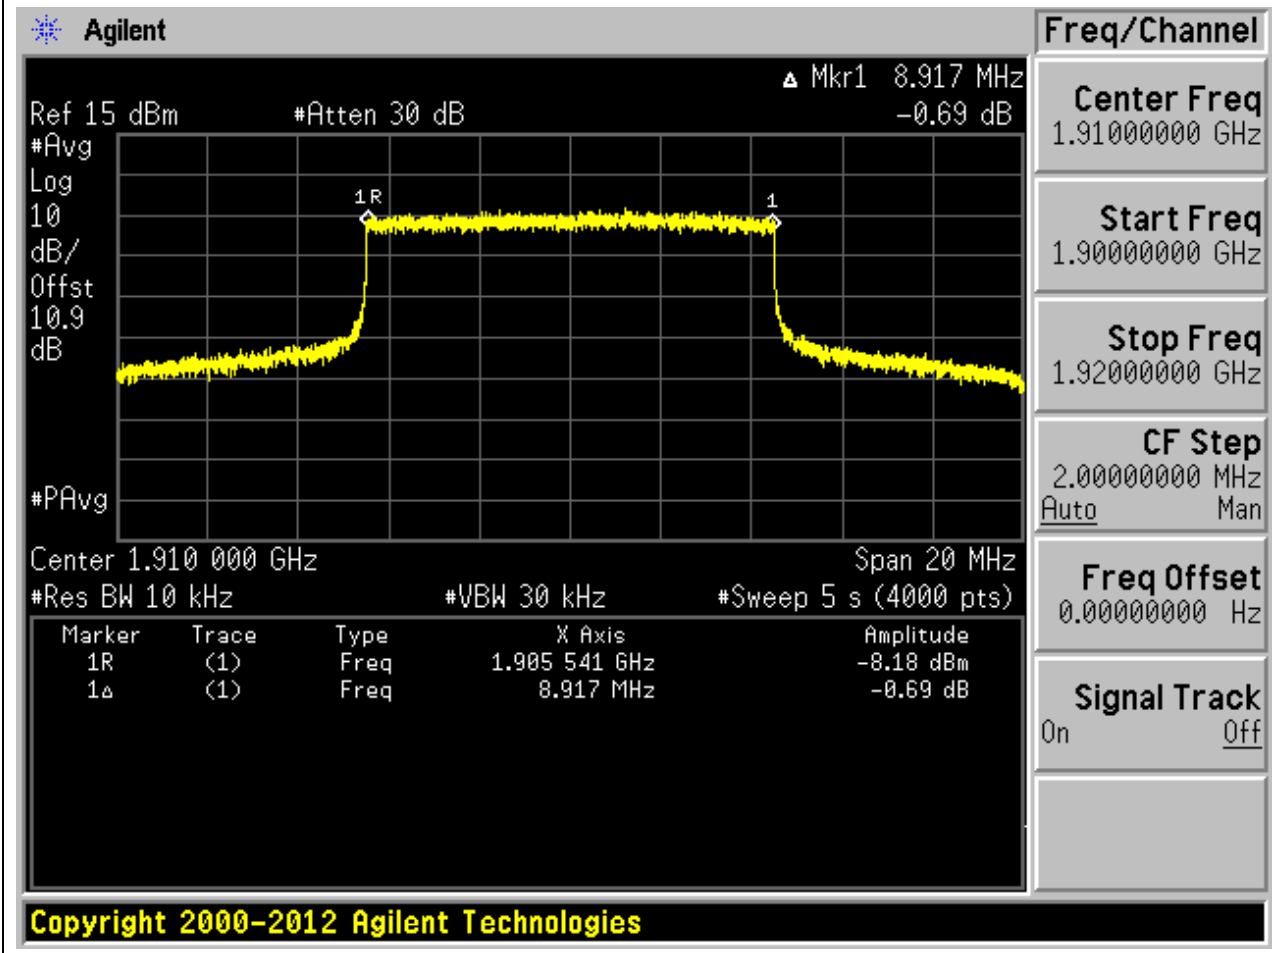 Agilent
Freq/Channel
▵ Mkr1 8.917 MHz
Ref 15 dBm #Atten 30 dB -0.69 dB
#Avg
Log
10
dB/
Offst
10.9
dB
1R
1
#PAvg
Center 1.910 000 GHz Span 20 MHz
#Res BW 10 kHz #VBW 30 kHz #Sweep 5 s (4000 pts)
Marker Trace Type X Axis Amplitude
1R (1) Freq 1.905 541 GHz -8.18 dBm
1▵ (1) Freq 8.917 MHz -0.69 dB
Center Freq
1.91000000 GHz
Start Freq
1.90000000 GHz
Stop Freq
1.92000000 GHz
CF Step
2.00000000 MHz
Auto Man
Freq Offset
0.00000000 Hz
Signal Track
On Off
Copyright 2000-2012 Agilent Technologies